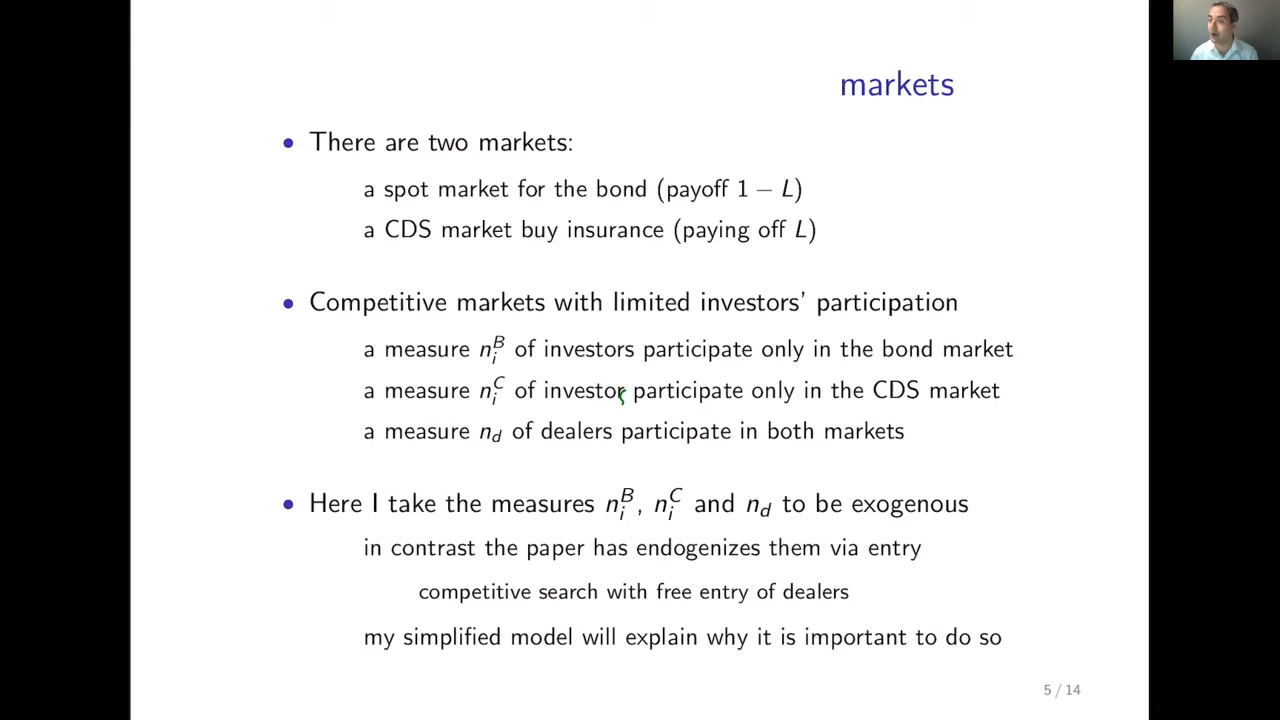 markets
• There are two markets:
a spot market for the bond (payoff 1 − L)
a CDS market buy insurance (paying off L)
• Competitive markets with limited investors' participation
a measure n_i^B of investors participate only in the bond market
a measure n_i^C of investor participate only in the CDS market
a measure n_d of dealers participate in both markets
• Here I take the measures n_i^B, n_i^C and n_d to be exogenous
in contrast the paper has endogenizes them via entry
competitive search with free entry of dealers
my simplified model will explain why it is important to do so
5 / 14